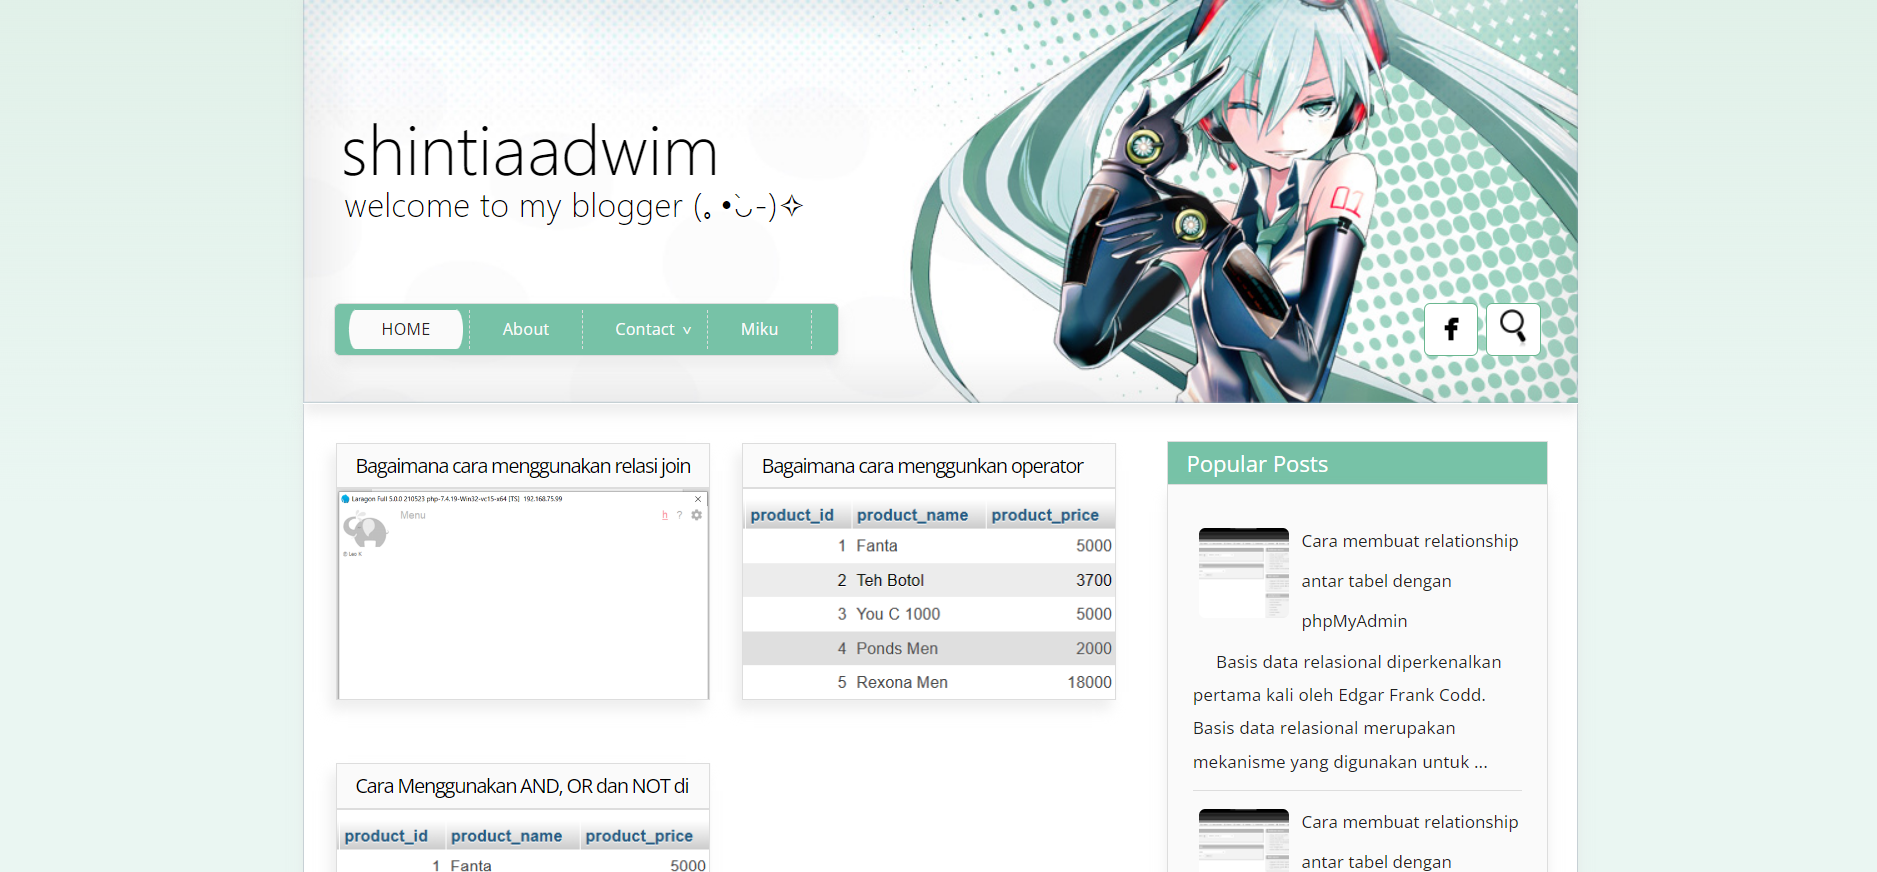 shintiaadwim
welcome to my blogger (｡•̀ᴗ-)✧
HOME About Contact v Miku
01
Bagaimana cara menggunakan relasi join
Laragon Full 5.0.0 210523 php-7.4.19-Win32-vc15-x64 [TS] 192.168.75.99
Menu h ?
© Leo K
Bagaimana cara menggunkan operator
product_id product_name product_price
1 Fanta 5000
2 Teh Botol 3700
3 You C 1000 5000
4 Ponds Men 2000
5 Rexona Men 18000
Cara Menggunakan AND, OR dan NOT di
product_id product_name product_price
1 Fanta 5000
Popular Posts
Cara membuat relationship
antar tabel dengan
phpMyAdmin
Basis data relasional diperkenalkan
pertama kali oleh Edgar Frank Codd.
Basis data relasional merupakan
mekanisme yang digunakan untuk ...
Cara membuat relationship
antar tabel dengan